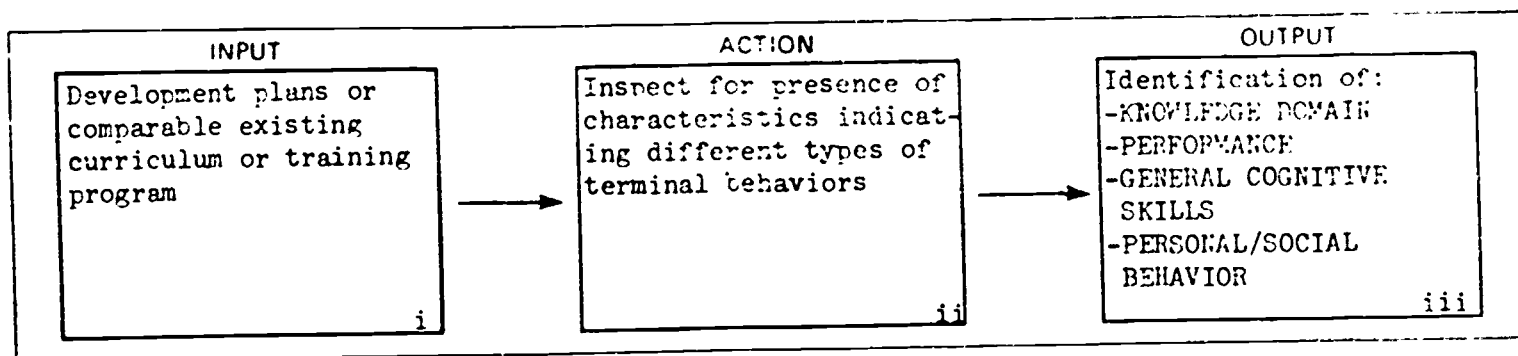 INPUT
Development plans or
comparable existing
curriculum or training
program
i
ACTION
Inspect for presence of
characteristics indicat-
ing different types of
terminal behaviors
ii
OUTPUT
Identification of:
-KNOWLEDGE DOMAIN
-PERFORMANCE
-GENERAL COGNITIVE
SKILLS
-PERSONAL/SOCIAL
BEHAVIOR
iii